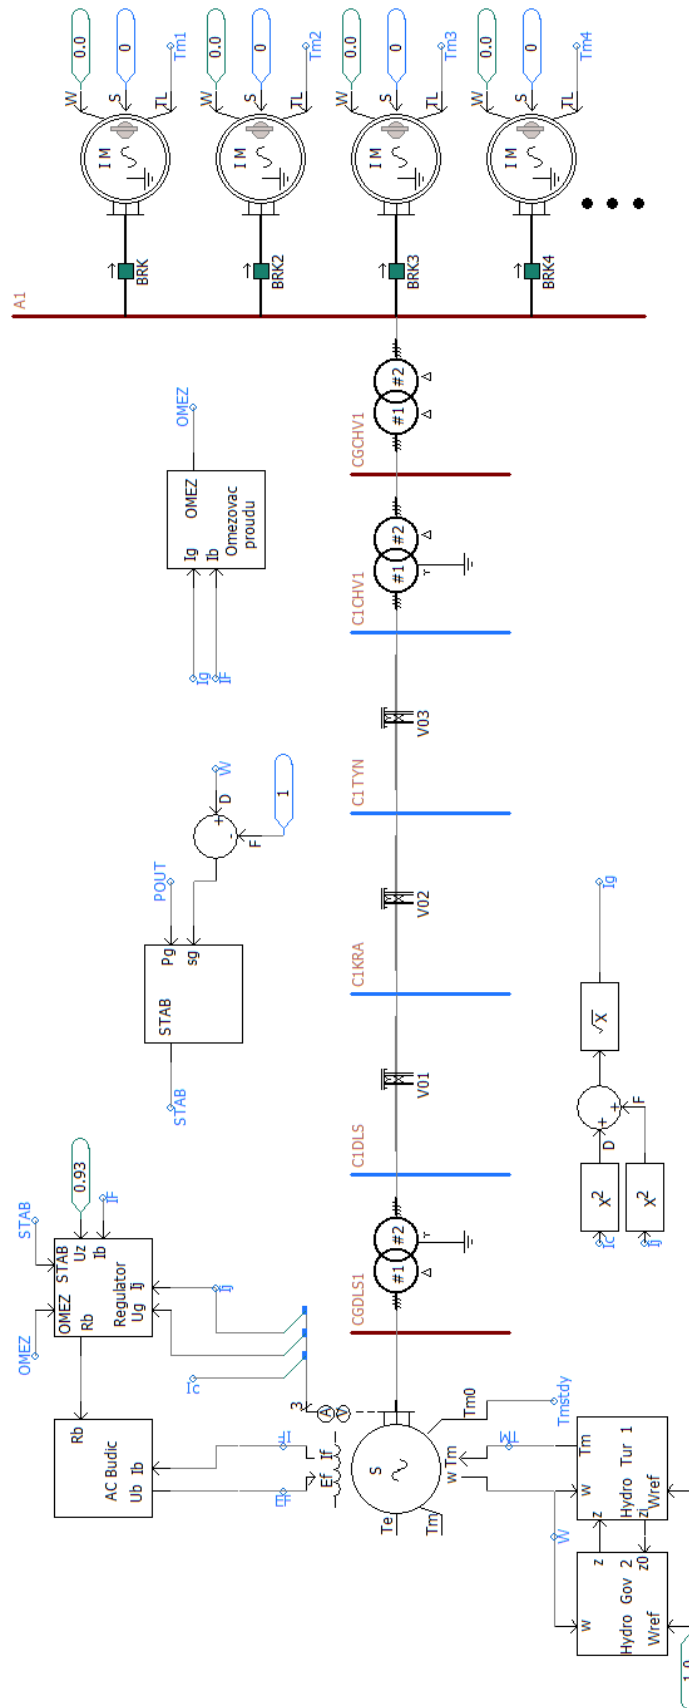 OMEZ
STAB
0.93
IF
OMEZ STAB
Uz
Ib
Rb
Regulator
Ug Ij
Ij
Ic
Rb
AC Budic
Ub Ib
IF
EF
3
A
V
Ef If
S
Te
Tm
w Tm
Tm0
Tmstdy
TM
W
w
z
z0
Hydro Gov 2
Wref
w
Tm
z
zi
Hydro Tur 1
Wref
1.0
STAB
STAB
Pg
sg
POUT
W
D
+
-
F
1
Ig
IF
Ig
Ib
OMEZ
Omezovac
proudu
OMEZ
CGDLS1
#1
#2
C1DLS
V01
C1KRA
V02
C1TYN
V03
C1CHV1
#1
#2
CGCHV1
#1
#2
A1
BRK
I M
W
S
TL
0.0
0
Tm1
BRK2
I M
W
S
TL
0.0
0
Tm2
BRK3
I M
W
S
TL
0.0
0
Tm3
BRK4
I M
W
S
TL
0.0
0
Tm4
Ic
X²
Ij
X²
D
+
+
F
√X
Ig